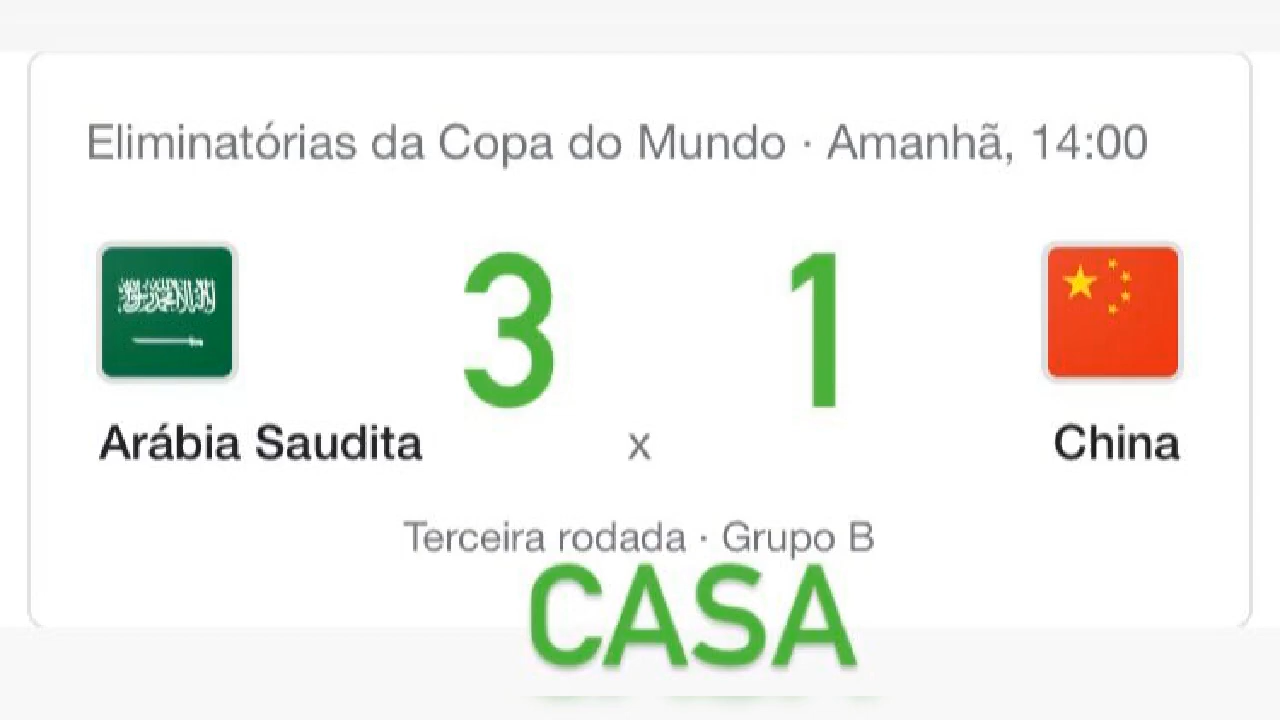 Eliminatórias da Copa do Mundo · Amanhã, 14:00
3 1
Arábia Saudita x China
Terceira rodada · Grupo B
CASA